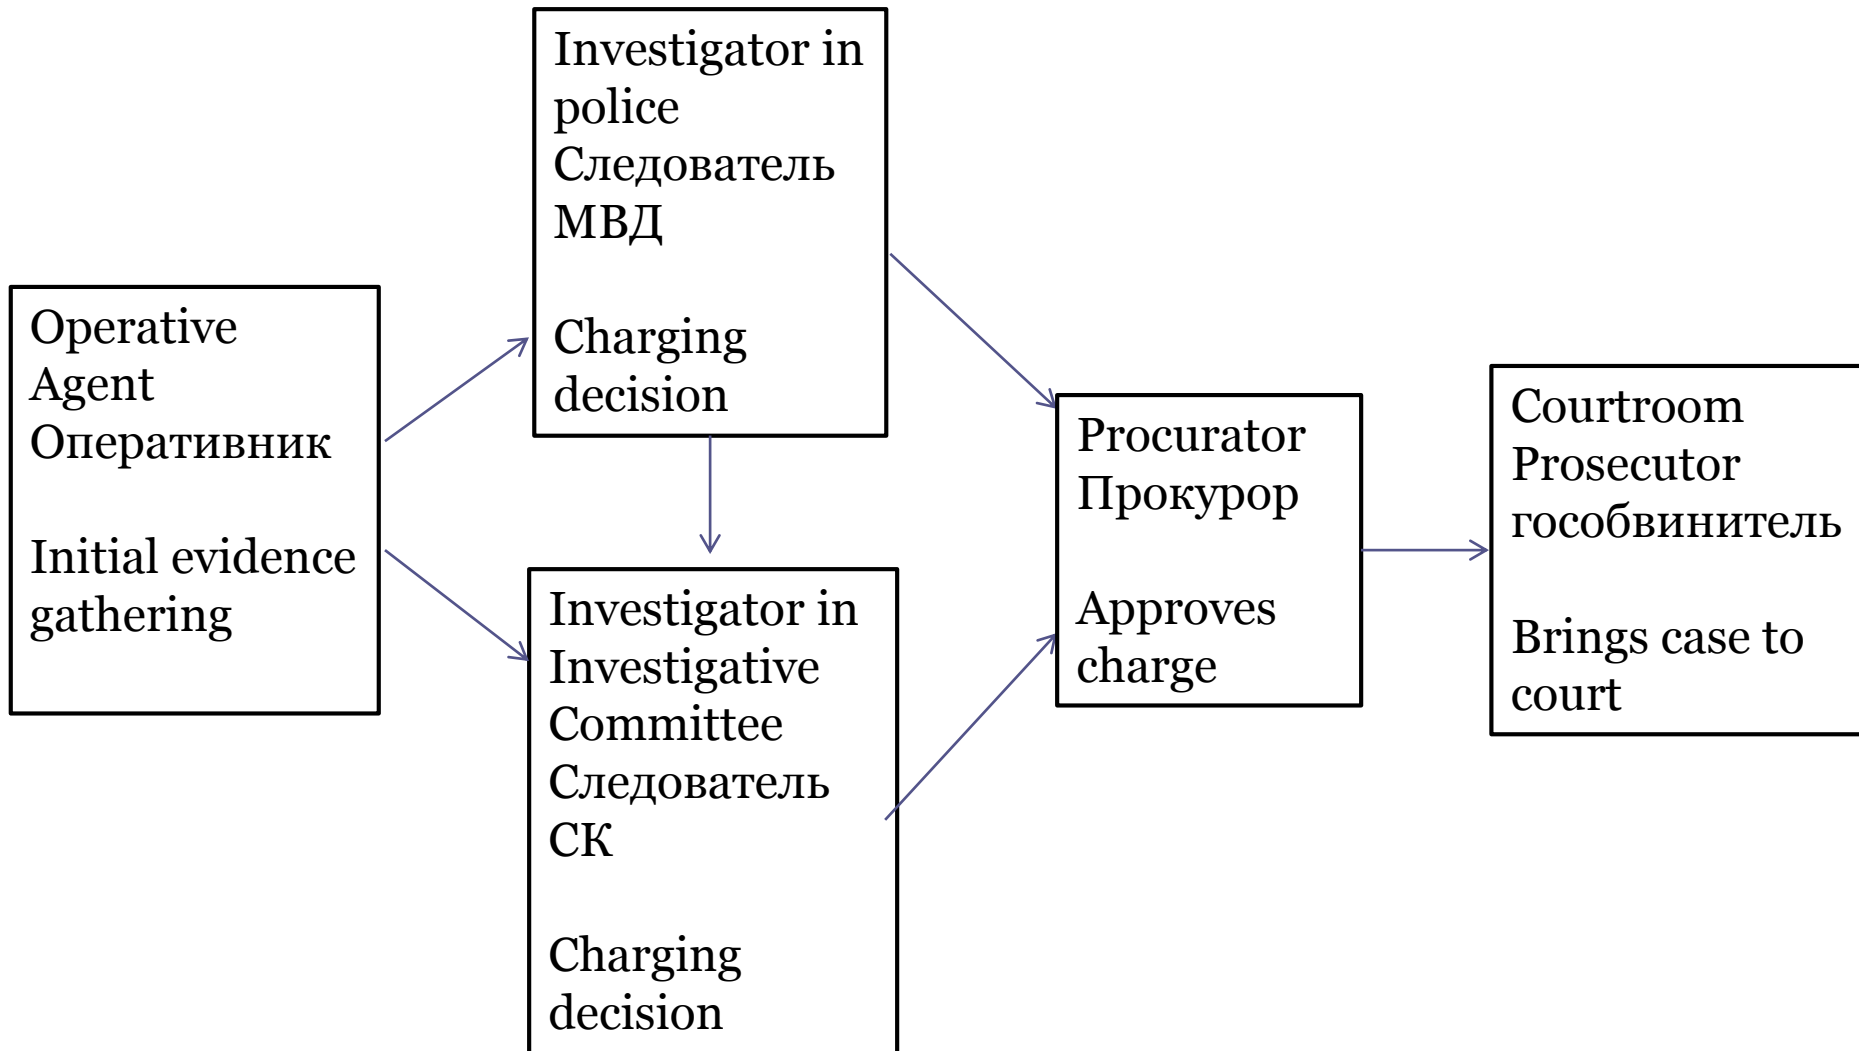 Operative
Agent
Оперативник
Initial evidence
gathering
Investigator in
police
Следователь
МВД
Charging
decision
Investigator in
Investigative
Committee
Следователь
СК
Charging
decision
Procurator
Прокурор
Approves
charge
Courtroom
Prosecutor
гособвинитель
Brings case to
court